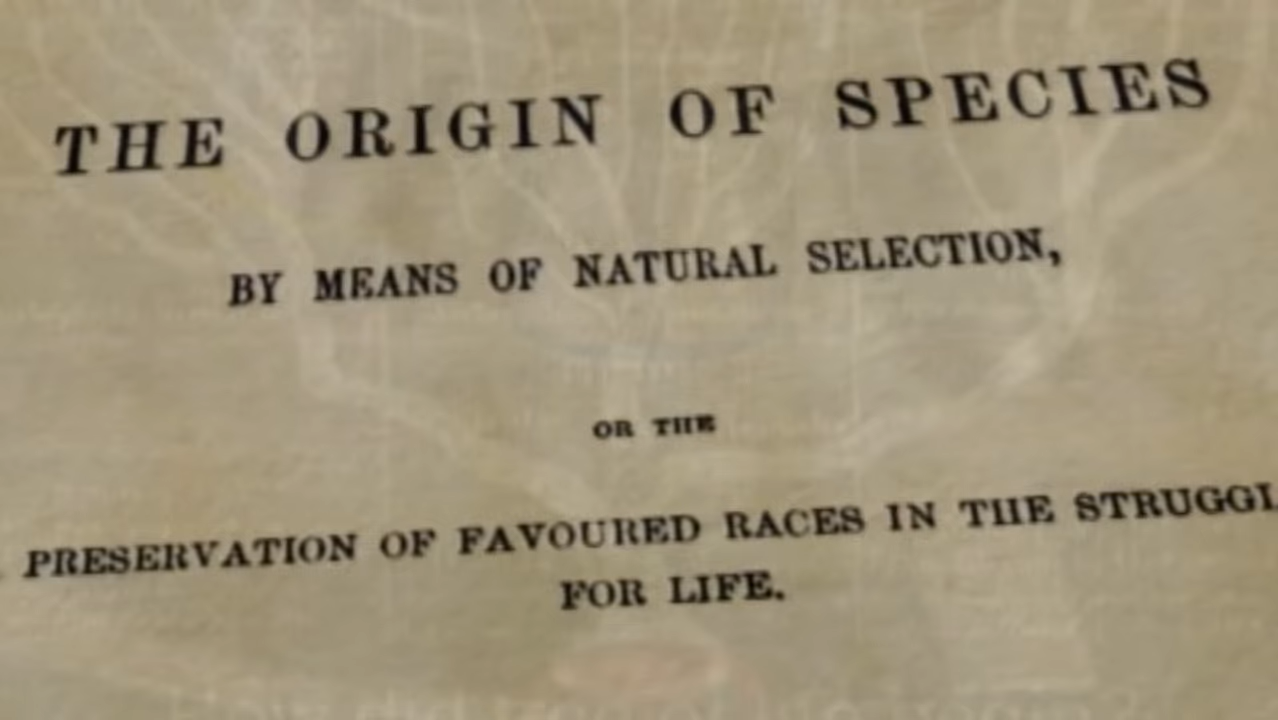 THE ORIGIN OF SPECIES
BY MEANS OF NATURAL SELECTION,
OR THE
PRESERVATION OF FAVOURED RACES IN THE STRUGGL
FOR LIFE.